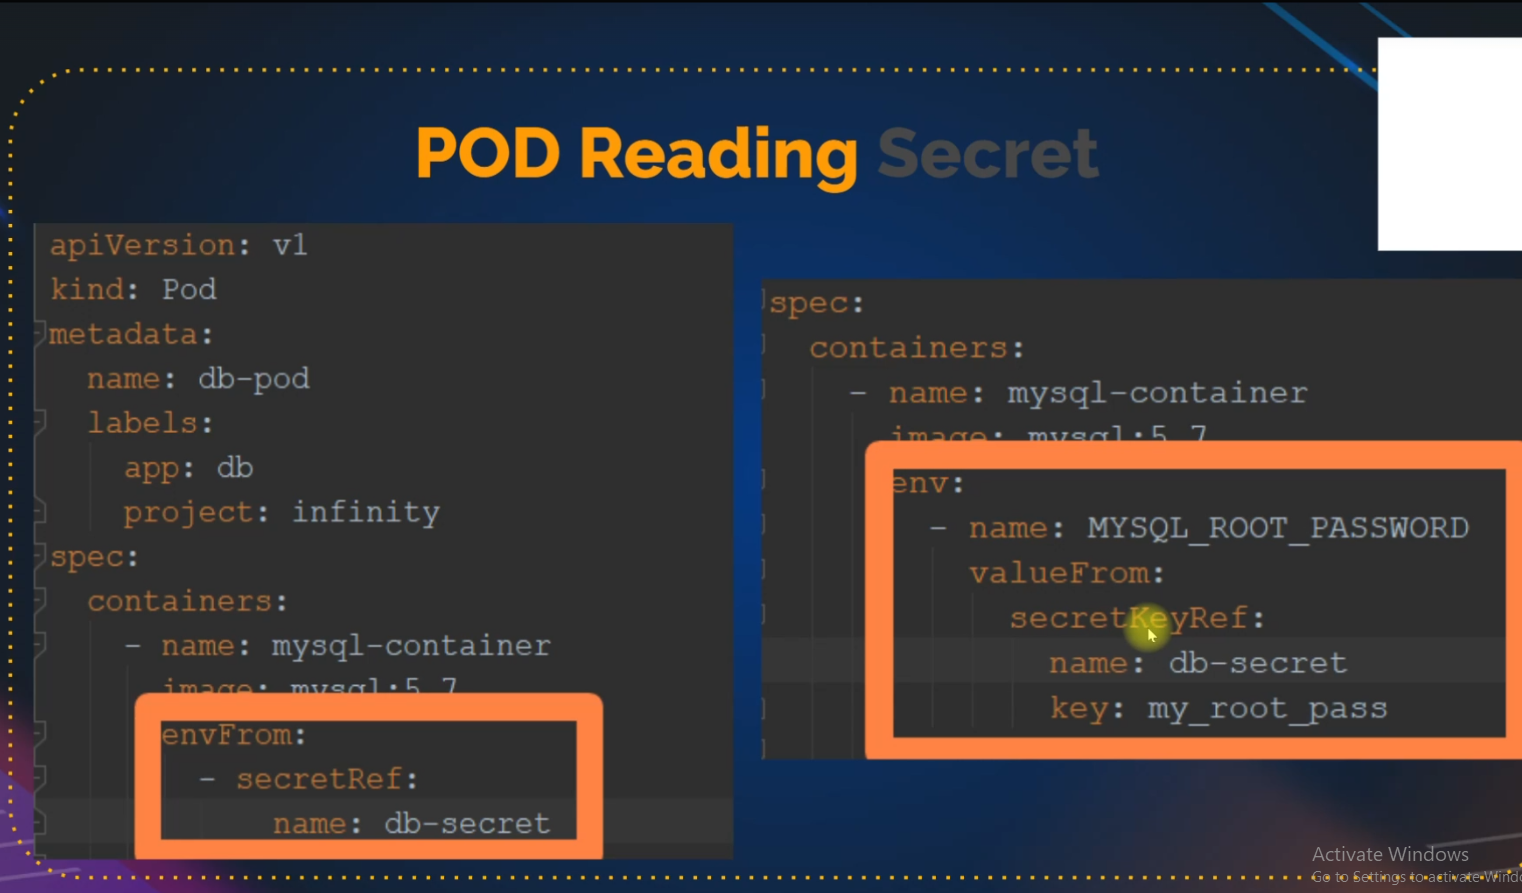 POD Reading Secret
apiVersion: v1
kind: Pod
metadata:
name: db-pod
labels:
app: db
project: infinity
spec:
containers:
- name: mysql-container
image: mysql:5.7
envFrom:
- secretRef:
name: db-secret
spec:
containers:
- name: mysql-container
image: mysql:5.7
env:
- name: MYSQL_ROOT_PASSWORD
valueFrom:
secretKeyRef:
name: db-secret
key: my_root_pass
Activate Windows
Go to Settings to activate Windo